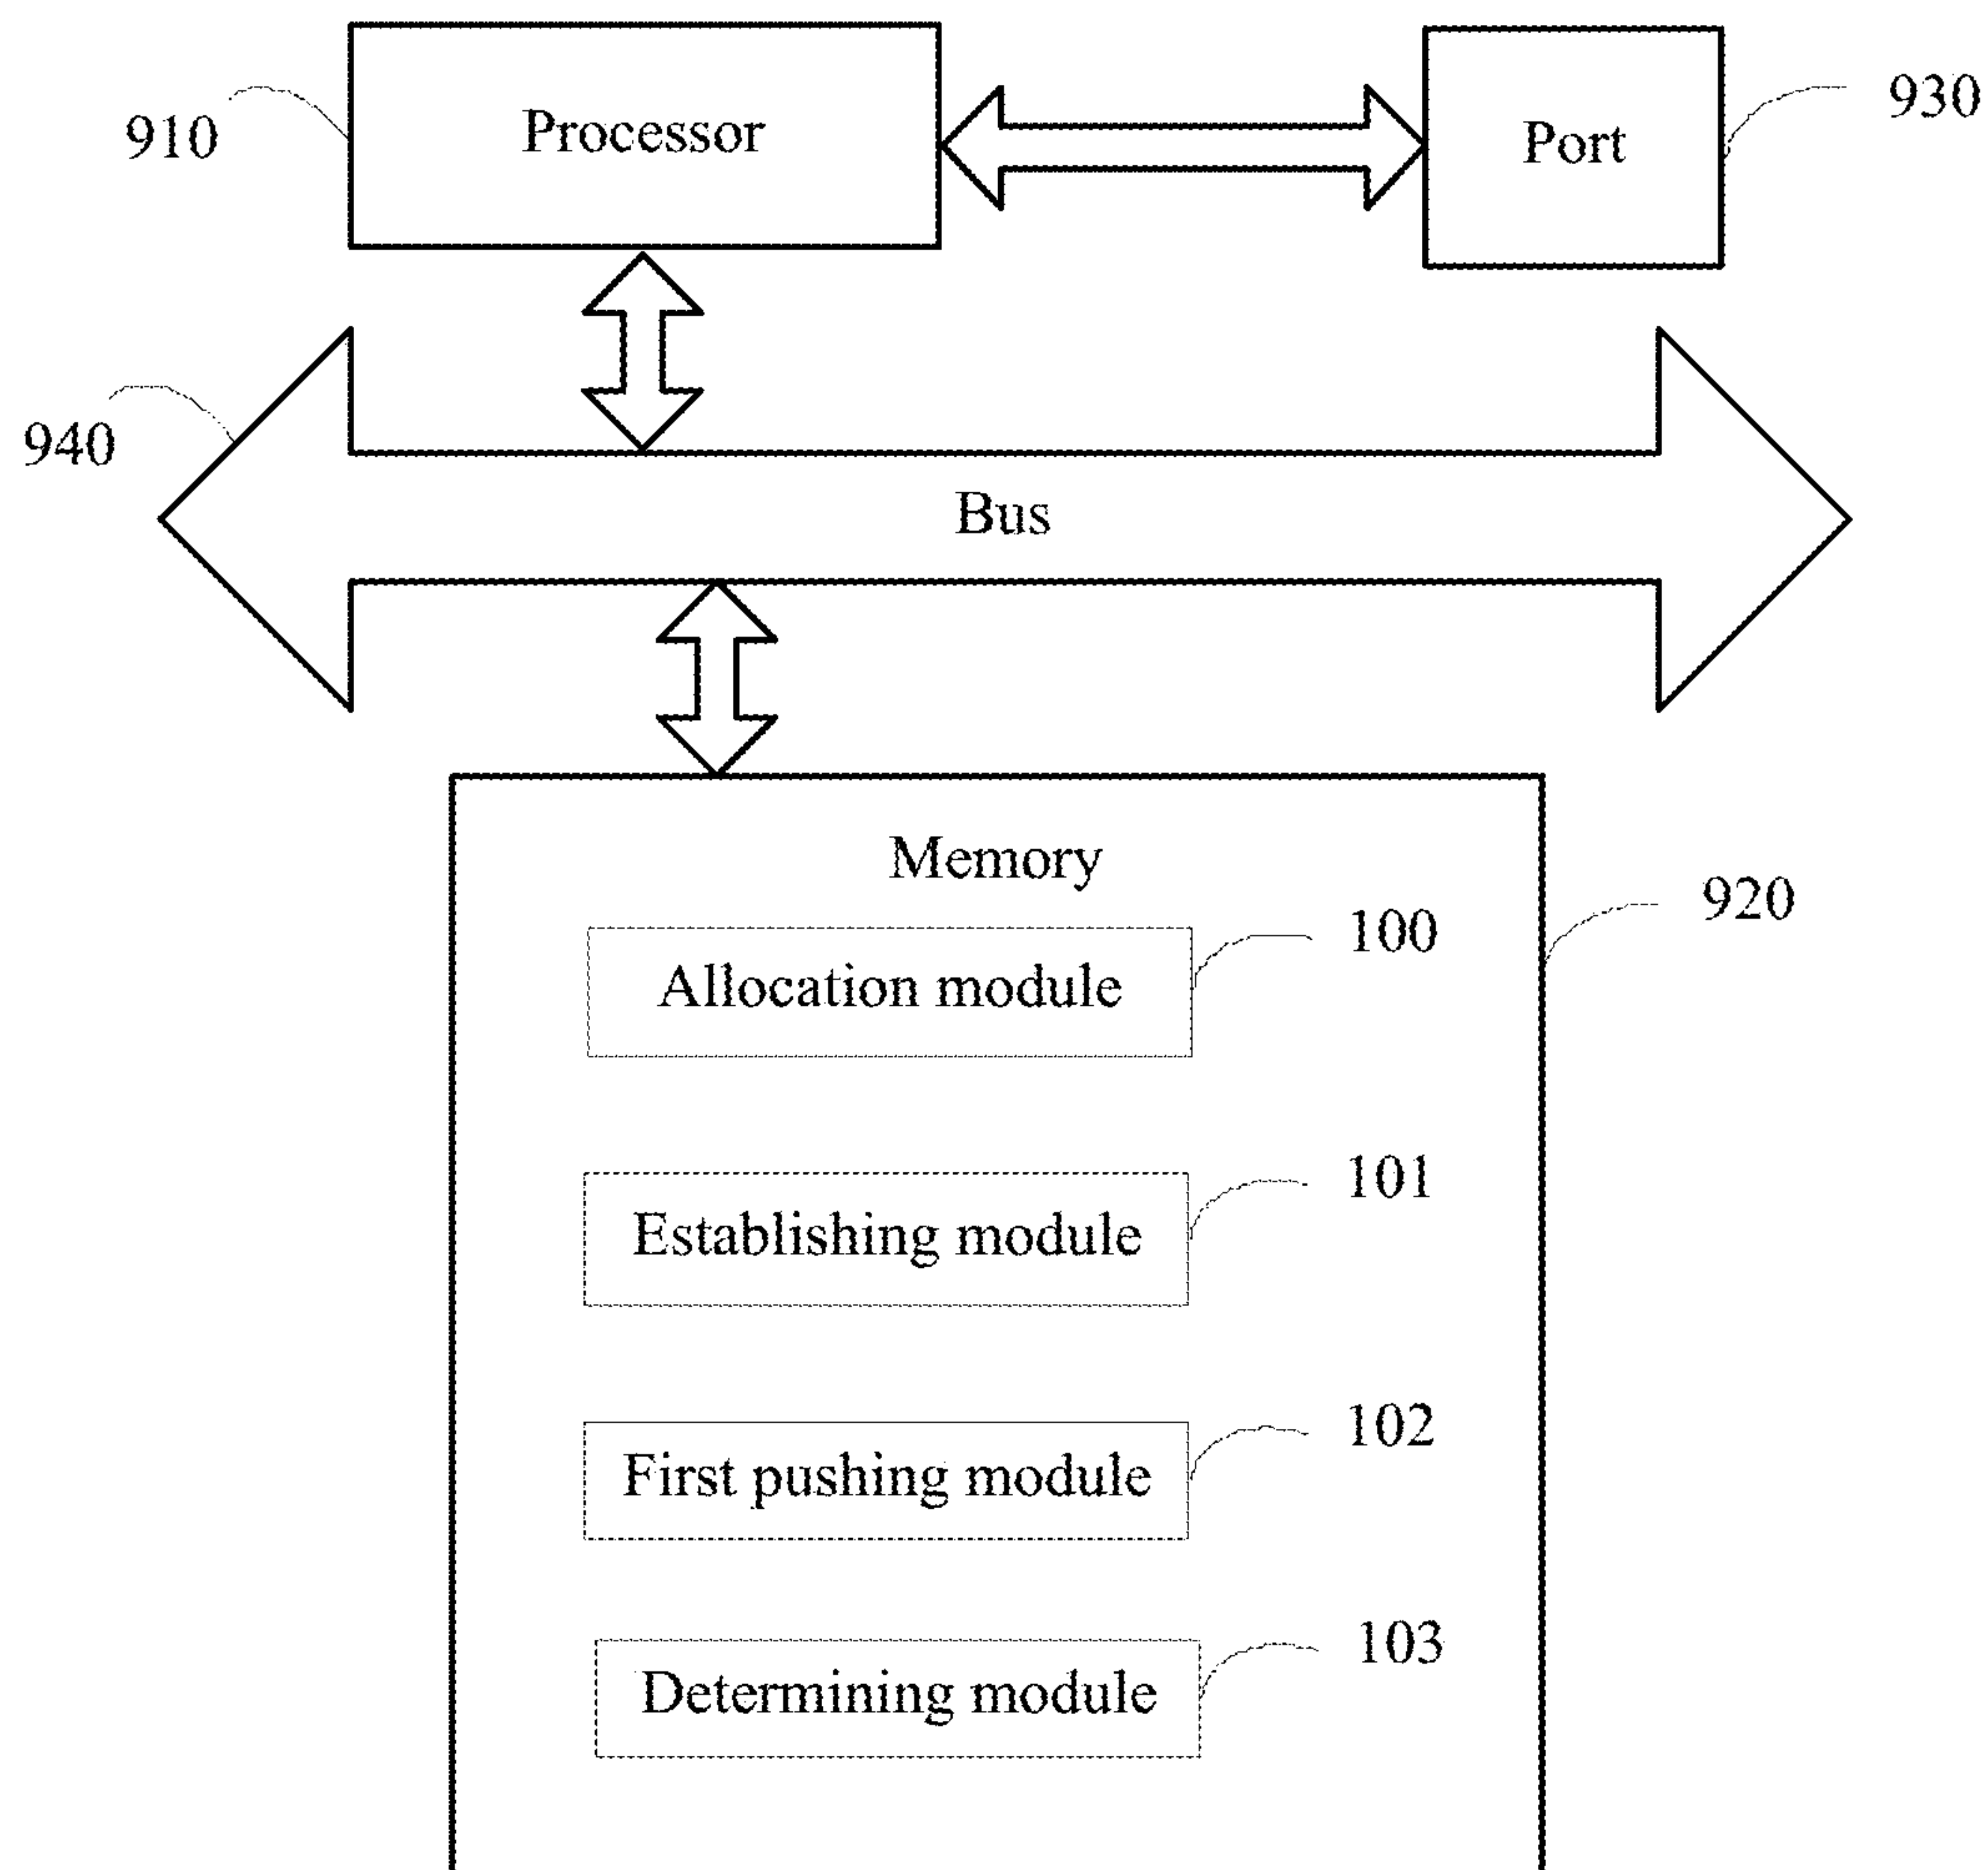 910
Processor
Port
930
940
Bus
Memory
920
100
Allocation module
101
Establishing module
102
First pushing module
103
Determining module